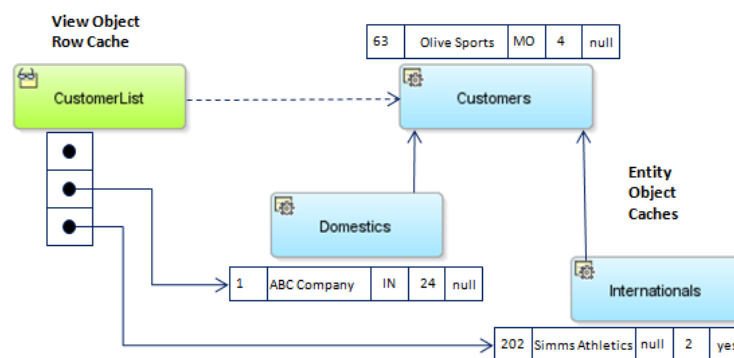 View Object
Row Cache
63 Olive Sports MO 4 null
CustomerList
Customers
Entity
Object
Caches
Domestics
1 ABC Company IN 24 null
Internationals
202 Simms Athletics null 2 yes